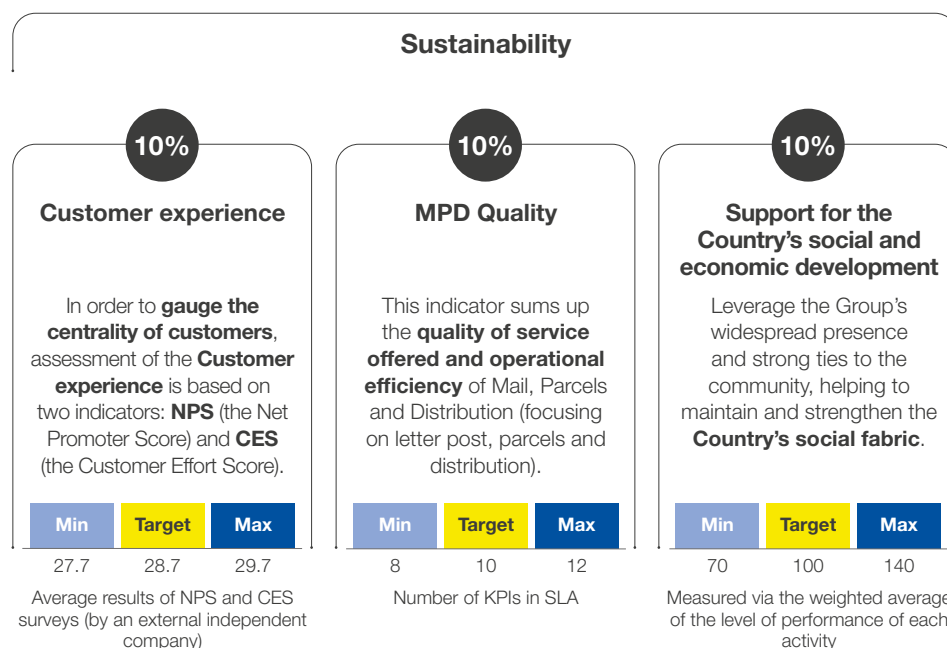 Sustainability
10%
Customer experience
In order to gauge the
centrality of customers,
assessment of the Customer
experience is based on
two indicators: NPS (the Net
Promoter Score) and CES
(the Customer Effort Score).
Min Target Max
27.7 28.7 29.7
Average results of NPS and CES
surveys (by an external independent
company)
10%
MPD Quality
This indicator sums up
the quality of service
offered and operational
efficiency of Mail, Parcels
and Distribution (focusing
on letter post, parcels and
distribution).
Min Target Max
8 10 12
Number of KPIs in SLA
10%
Support for the
Country's social and
economic development
Leverage the Group's
widespread presence
and strong ties to the
community, helping to
maintain and strengthen the
Country's social fabric.
Min Target Max
70 100 140
Measured via the weighted average
of the level of performance of each
activity